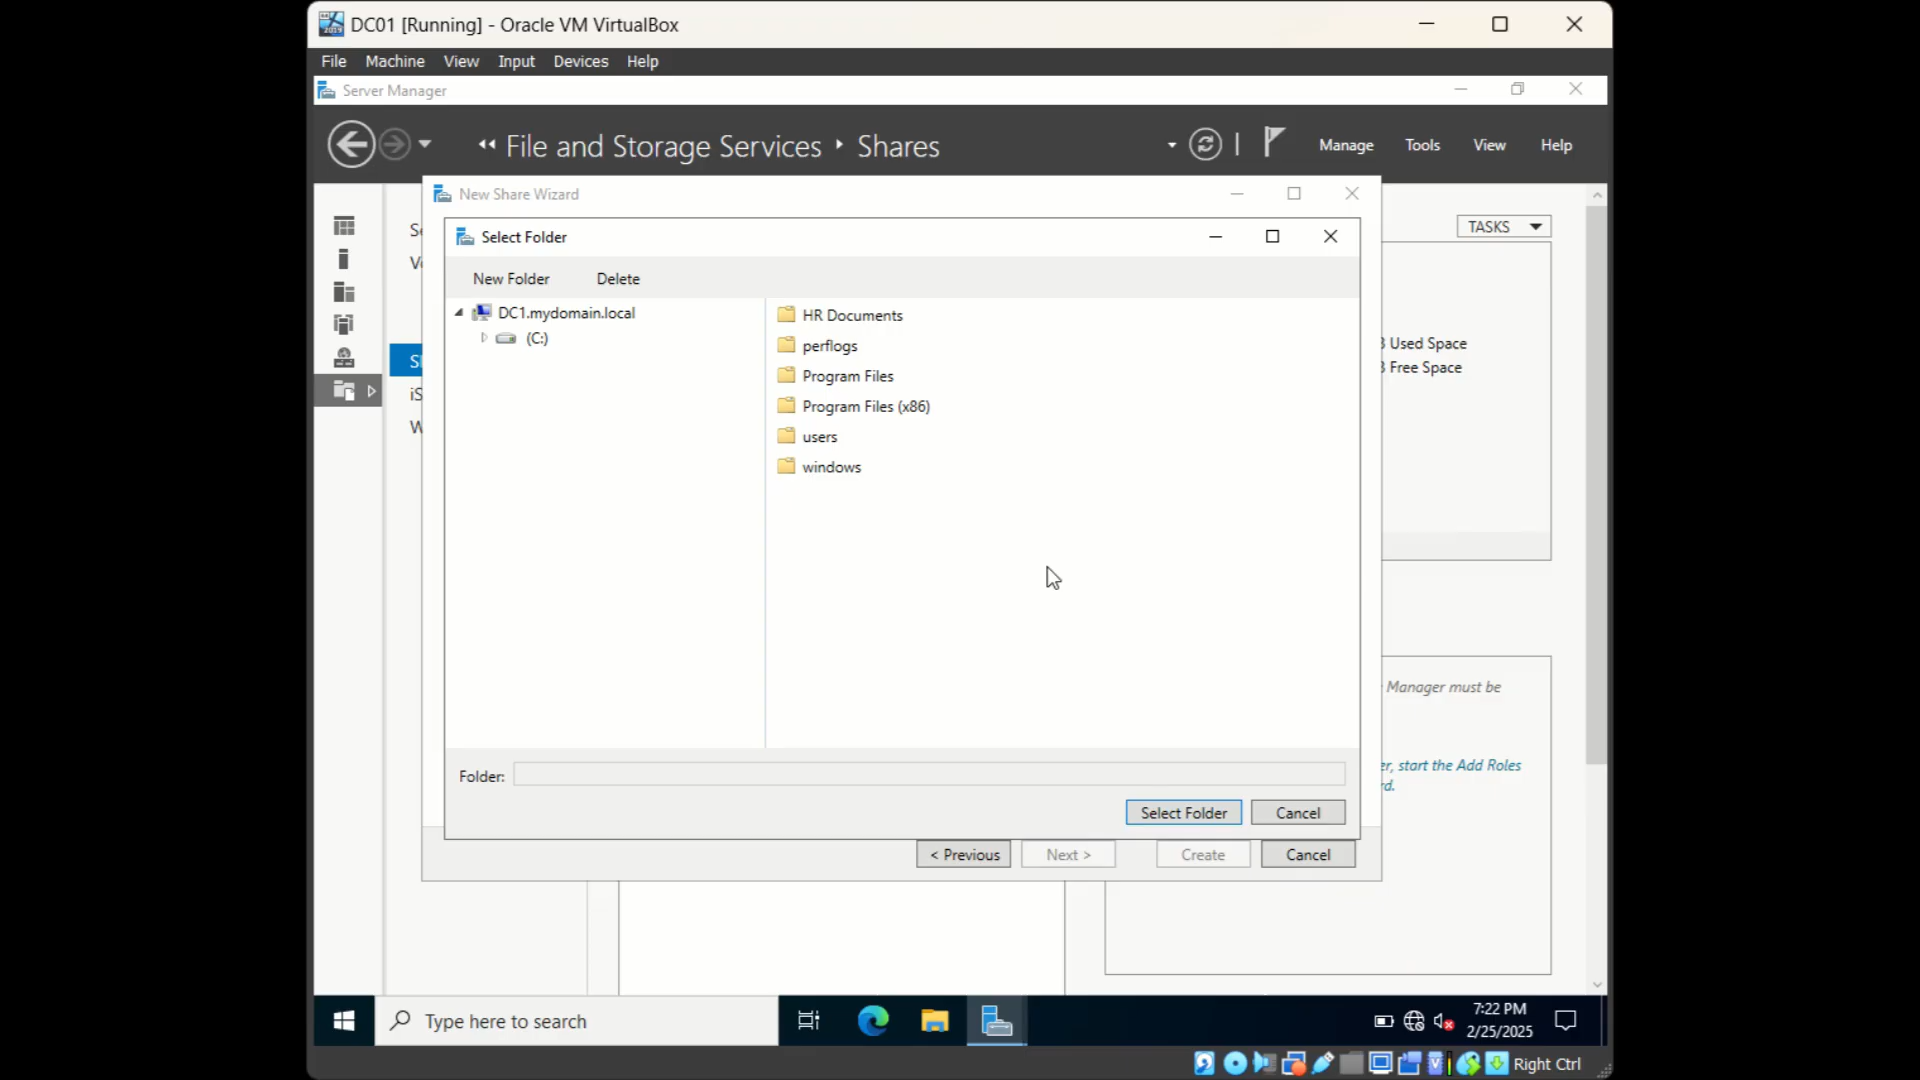 DC01 [Running] - Oracle VM VirtualBox
File Machine View Input Devices Help
Server Manager
File and Storage Services Shares
Manage Tools View Help
New Share Wizard
TASKS
Select Folder
New Folder Delete
DC1.mydomain.local
(C:)
HR Documents
perflogs
Program Files
Program Files (x86)
users
windows
Used Space
Free Space
Manager must be
er, start the Add Roles
rd.
Folder:
Select Folder Cancel
< Previous Next > Create Cancel
Type here to search
7:22 PM
2/25/2025
Right Ctrl